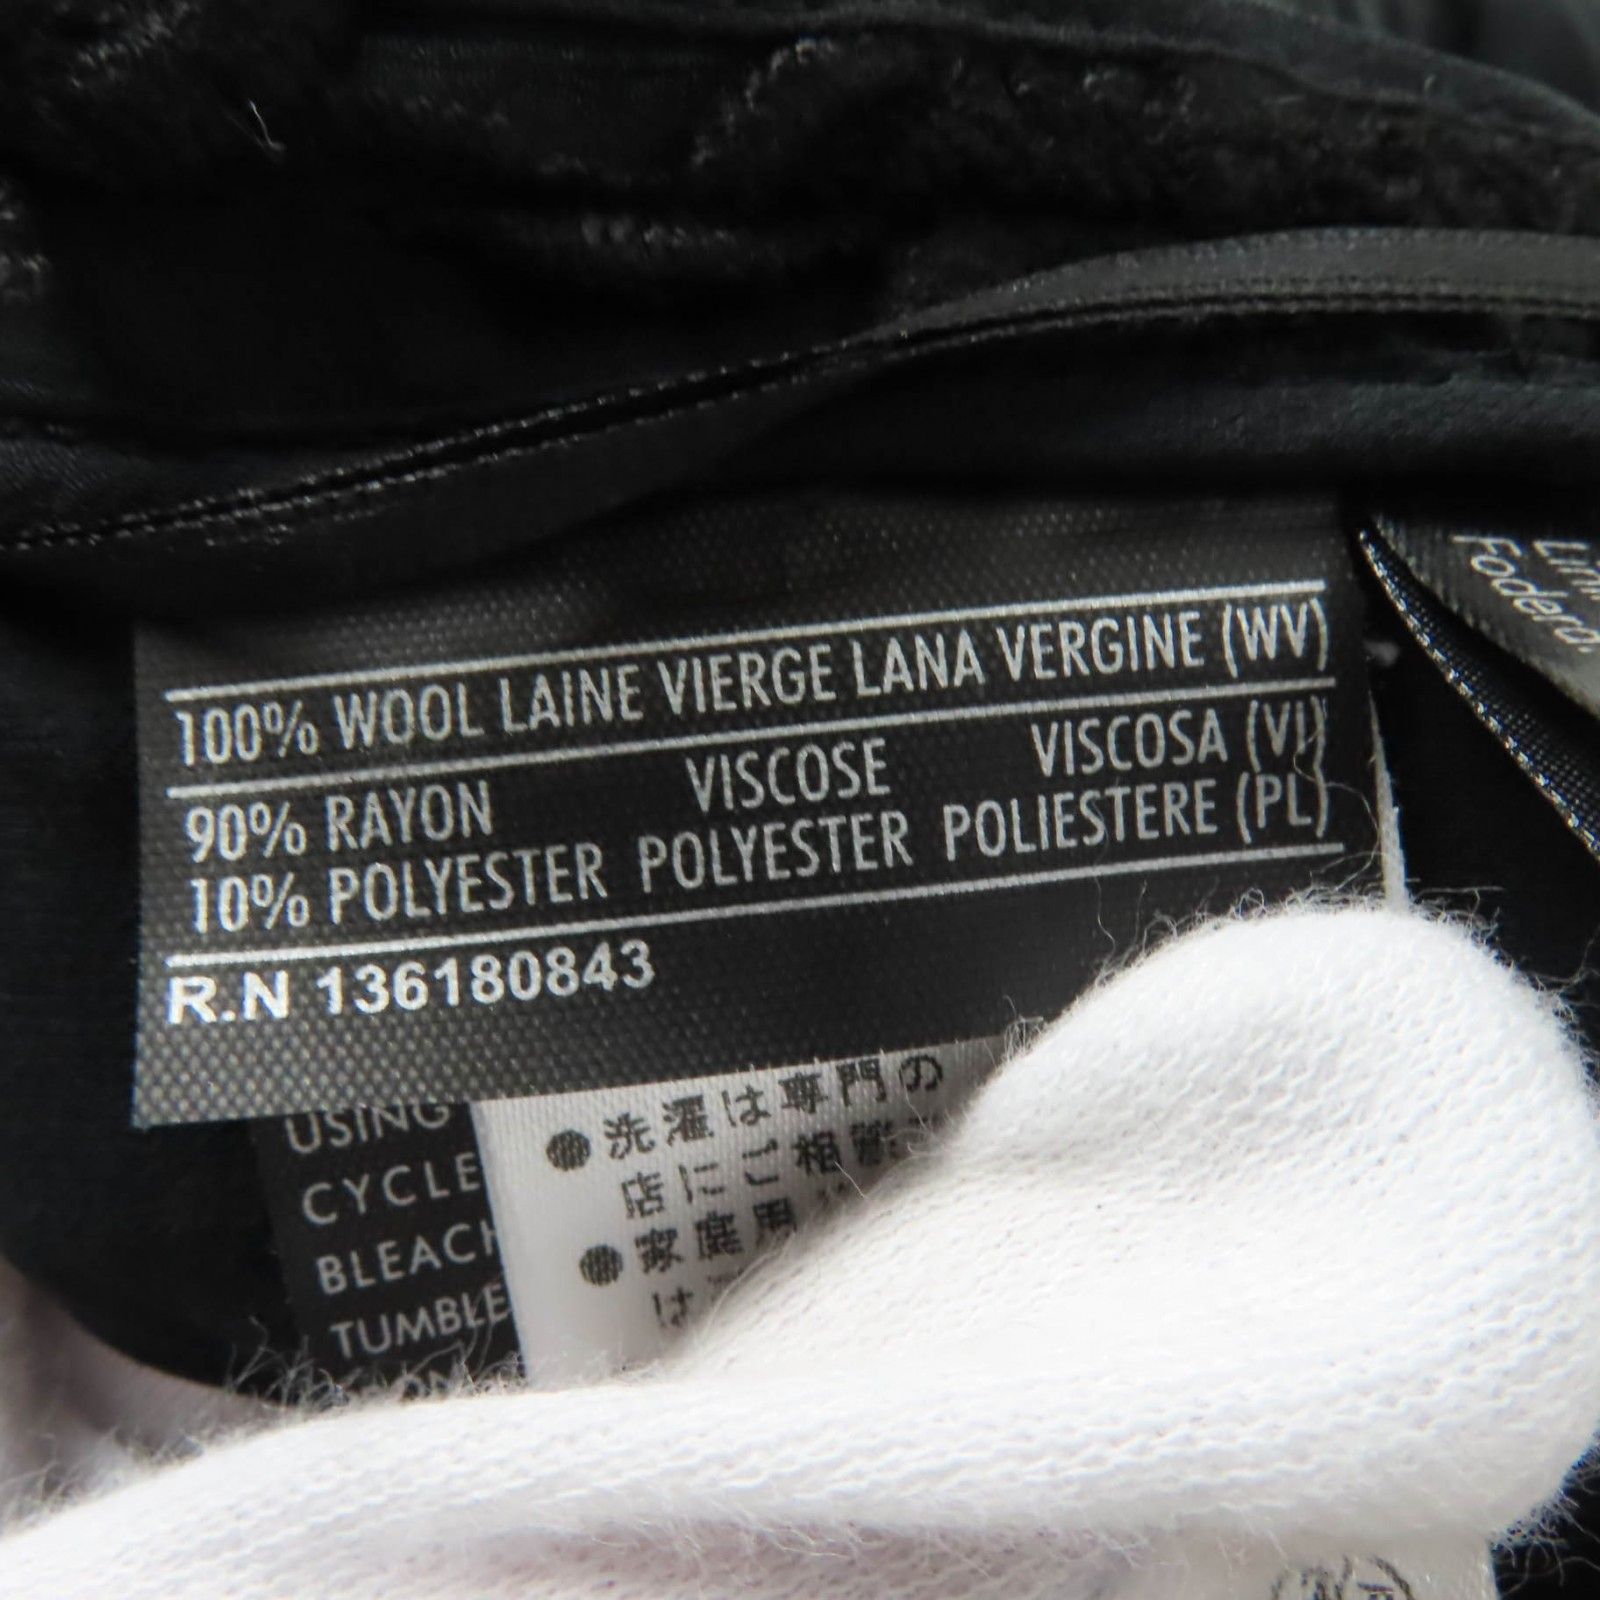 100% WOOL LAINE VIERGE LANA VERGINE (WV)
90% RAYON VISCOSE VISCOSA (VI)
10% POLYESTER POLYESTER POLIESTERE (PL)
R.N 136180843
Fodera.
USING
CYCLE
BLEACH
TUMBLE
●洗濯は専門の
店にご相
●家庭用
は